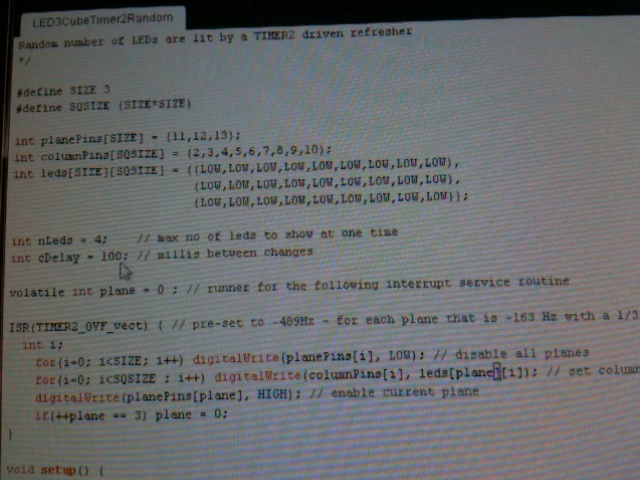 LED3CubeTimer2Random
Random number of LEDs are lit by a TIMER2 driven refresher
*/
#define SIZE 3
#define SQSIZE (SIZE*SIZE)
int planePins[SIZE] = {11,12,13};
int columnPins[SQSIZE] = {2,3,4,5,6,7,8,9,10};
int leds[SIZE][SQSIZE] = {{LOW,LOW,LOW,LOW,LOW,LOW,LOW,LOW,LOW},
{LOW,LOW,LOW,LOW,LOW,LOW,LOW,LOW,LOW},
{LOW,LOW,LOW,LOW,LOW,LOW,LOW,LOW,LOW}};
int nLeds = 4; // max no of leds to show at one time
int cDelay = 100; // millis between changes
volatile int plane = 0 ; // runner for the following interrupt service routine
ISR(TIMER2_OVF_vect) { // pre-set to ~489Hz - for each plane that is ~163 Hz with a 1/3
int i;
for(i=0; i<SIZE; i++) digitalWrite(planePins[i], LOW); // disable all planes
for(i=0; i<SQSIZE ; i++) digitalWrite(columnPins[i], leds[plane][i]); // set column
digitalWrite(planePins[plane], HIGH); // enable current plane
if(++plane == 3) plane = 0;
}
void setup() {